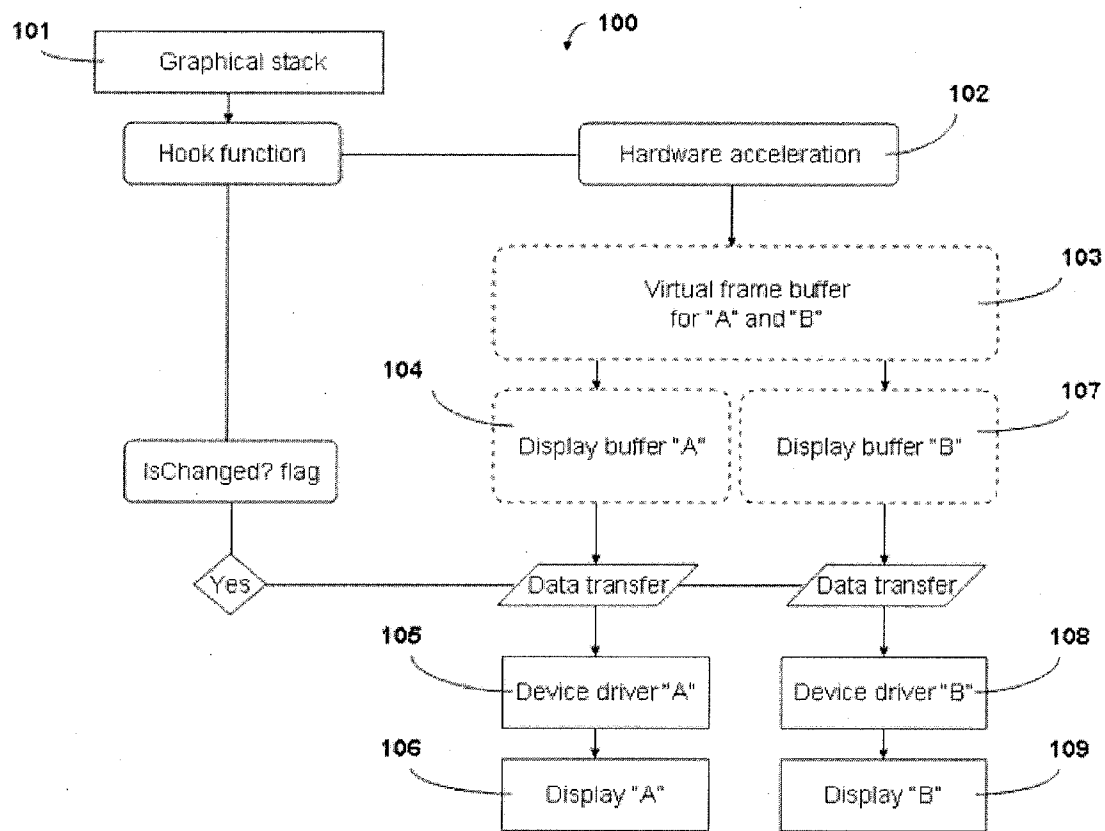 101
100
Graphical stack
102
Hook function
Hardware acceleration
103
Virtual frame buffer
for "A" and "B"
104
107
Display buffer "A"
Display buffer "B"
IsChanged? flag
Yes
Data transfer
Data transfer
105
108
Device driver "A"
Device driver "B"
106
109
Display "A"
Display "B"